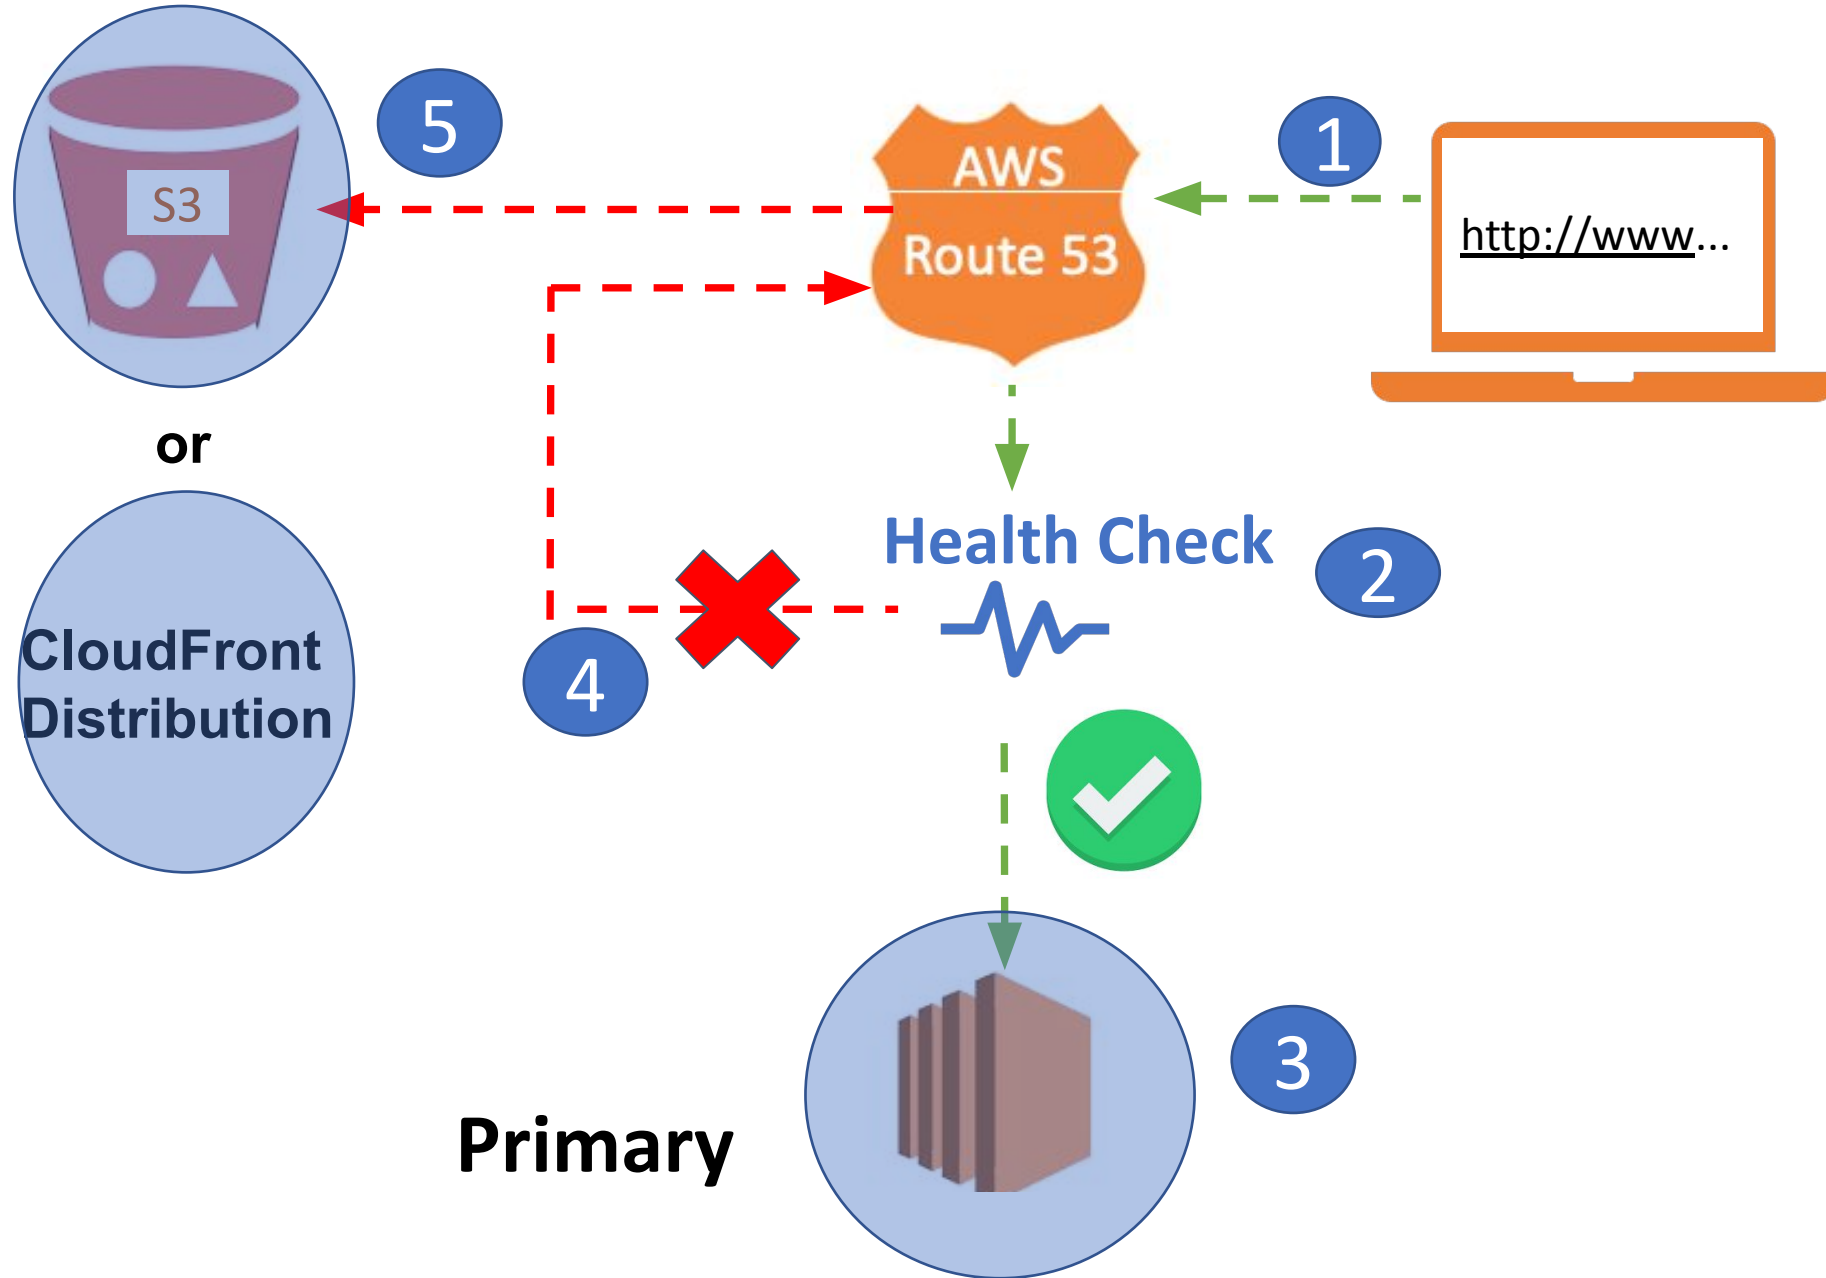 5
1
AWS
Route 53
http://www...
S3
or
Health Check
2
CloudFront
Distribution
4
3
Primary